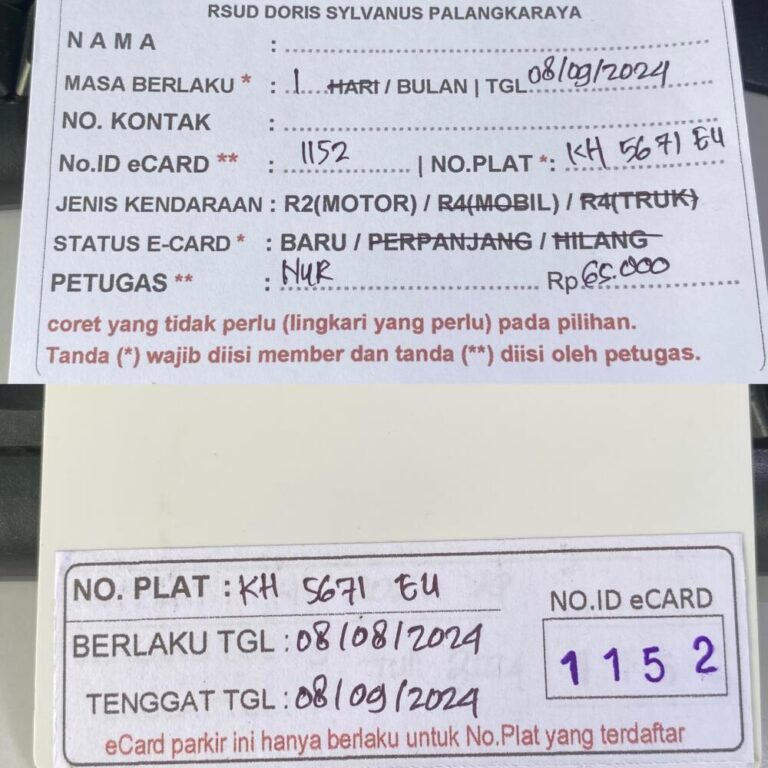 RSUD DORIS SYLVANUS PALANGKARAYA
NAMA :
MASA BERLAKU * : 1 HARI / BULAN | TGL 08/09/2024
NO. KONTAK :
No.ID eCARD ** : 1152 | NO.PLAT *: KH 5671 EU
JENIS KENDARAAN : R2(MOTOR) / R4(MOBIL) / R4(TRUK)
STATUS E-CARD * : BARU / PERPANJANG / HILANG
PETUGAS ** : NUR Rp 65.000
coret yang tidak perlu (lingkari yang perlu) pada pilihan.
Tanda (*) wajib diisi member dan tanda (**) diisi oleh petugas.
NO. PLAT : KH 5671 EU
BERLAKU TGL : 08/08/2024
TENGGAT TGL : 08/09/2024
NO.ID eCARD
1152
eCard parkir ini hanya berlaku untuk No.Plat yang terdaftar